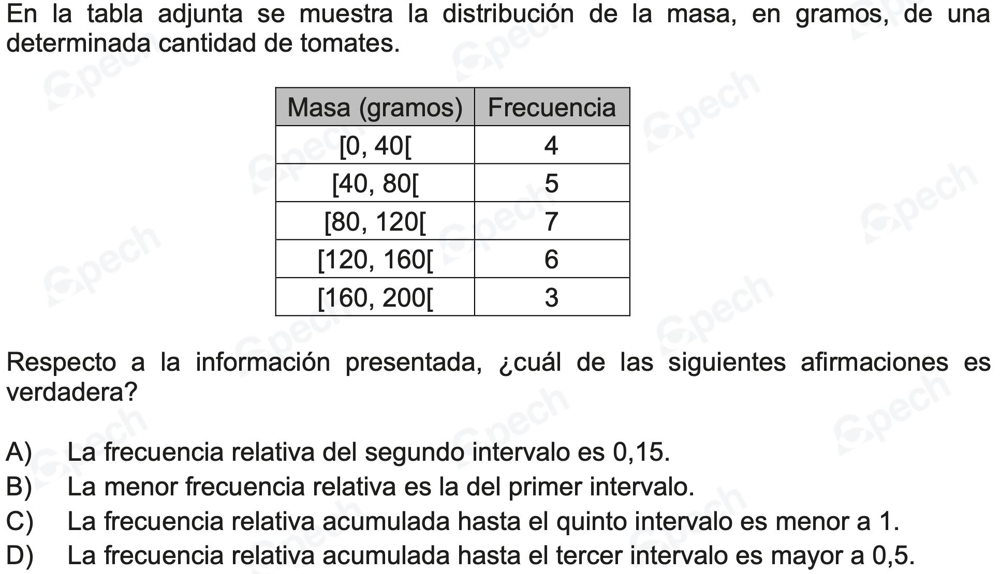 En la tabla adjunta se muestra la distribución de la masa, en gramos, de una
determinada cantidad de tomates.
Masa (gramos) Frecuencia
[0, 40[ 4
[40, 80[ 5
[80, 120[ 7
[120, 160[ 6
[160, 200[ 3
Respecto a la información presentada, ¿cuál de las siguientes afirmaciones es
verdadera?
A) La frecuencia relativa del segundo intervalo es 0,15.
B) La menor frecuencia relativa es la del primer intervalo.
C) La frecuencia relativa acumulada hasta el quinto intervalo es menor a 1.
D) La frecuencia relativa acumulada hasta el tercer intervalo es mayor a 0,5.